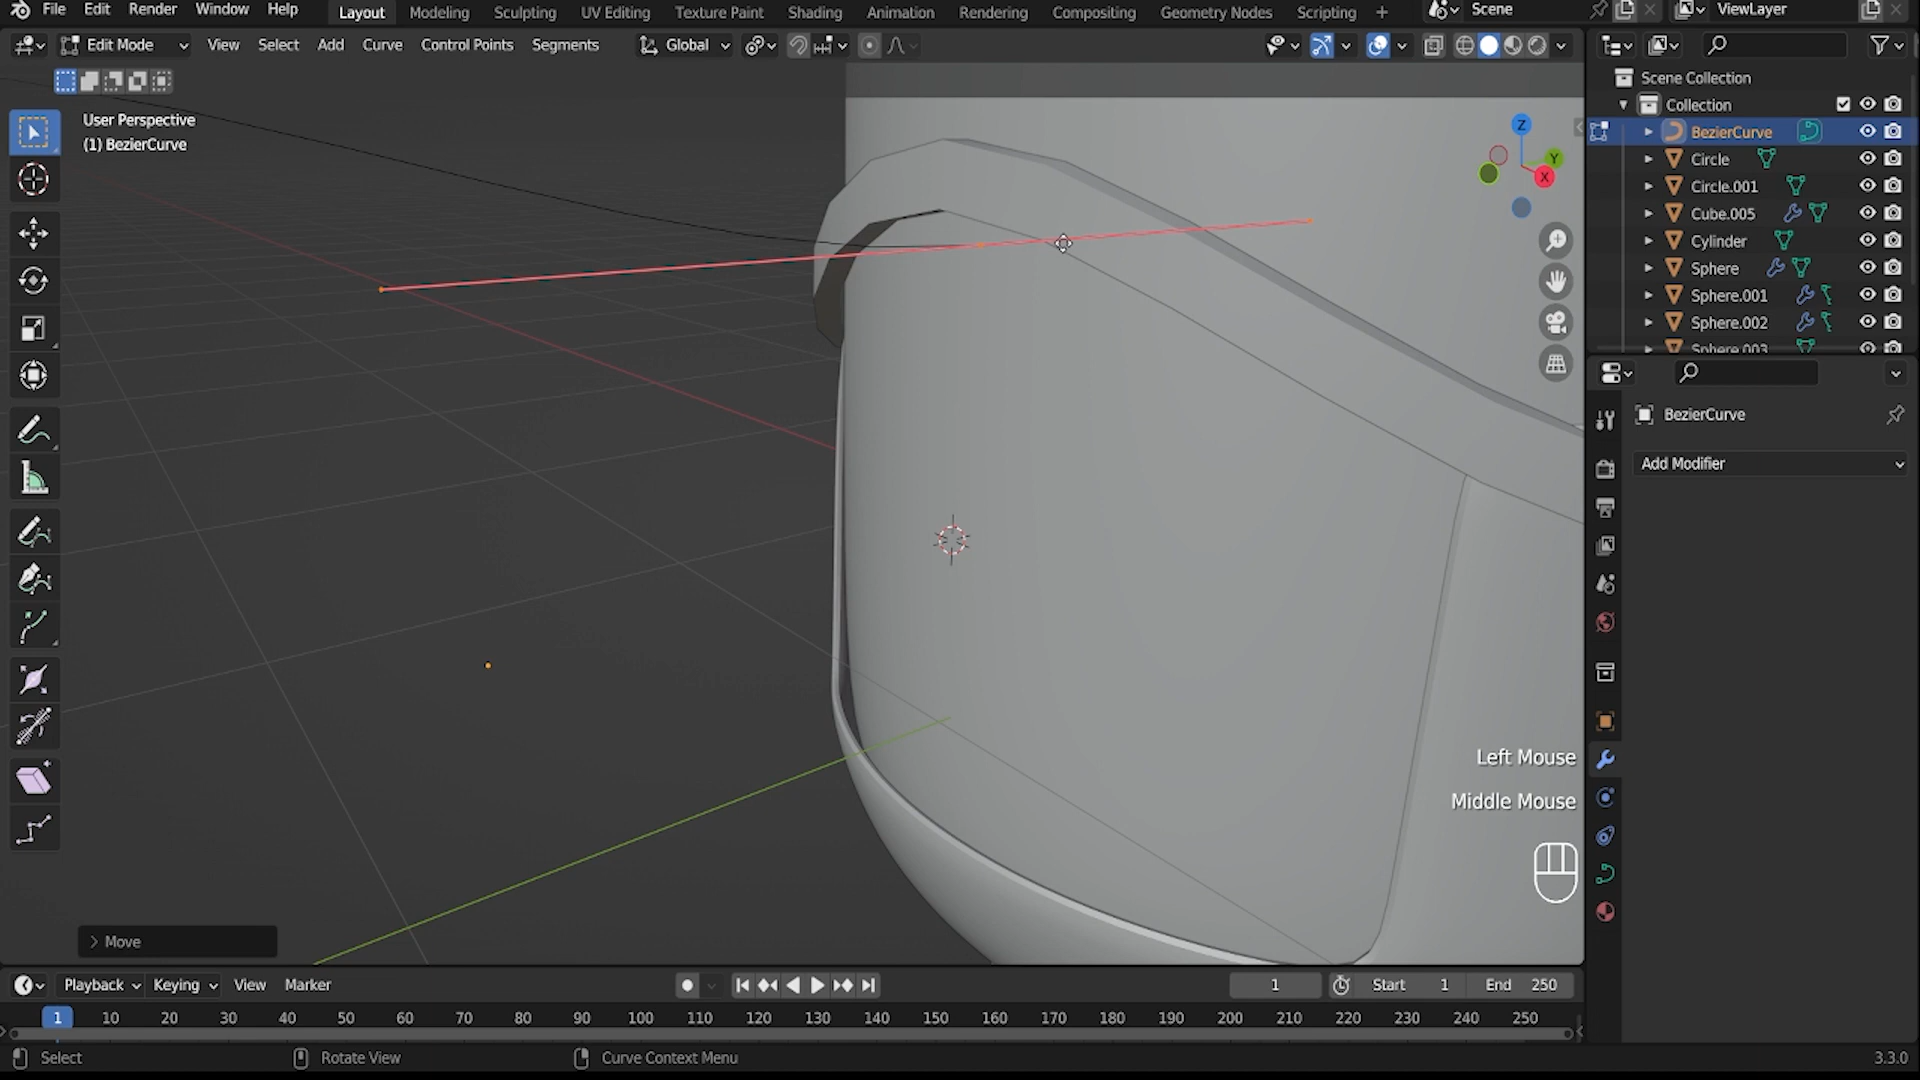 File Edit Render Window Help Layout Modeling Sculpting UV Editing Texture Paint Shading Animation Rendering Compositing Geometry Nodes Scripting + Scene ViewLayer
Edit Mode View Select Add Curve Control Points Segments Global
User Perspective
(1) BezierCurve
Z
Y
X
Scene Collection
Collection
BezierCurve
Circle
Circle.001
Cube.005
Cylinder
Sphere
Sphere.001
Sphere.002
Sphere.003
BezierCurve
Add Modifier
Left Mouse
Middle Mouse
Move
Playback Keying View Marker 1 Start 1 End 250
1 10 20 30 40 50 60 70 80 90 100 110 120 130 140 150 160 170 180 190 200 210 220 230 240 250
Select Rotate View Curve Context Menu 3.3.0